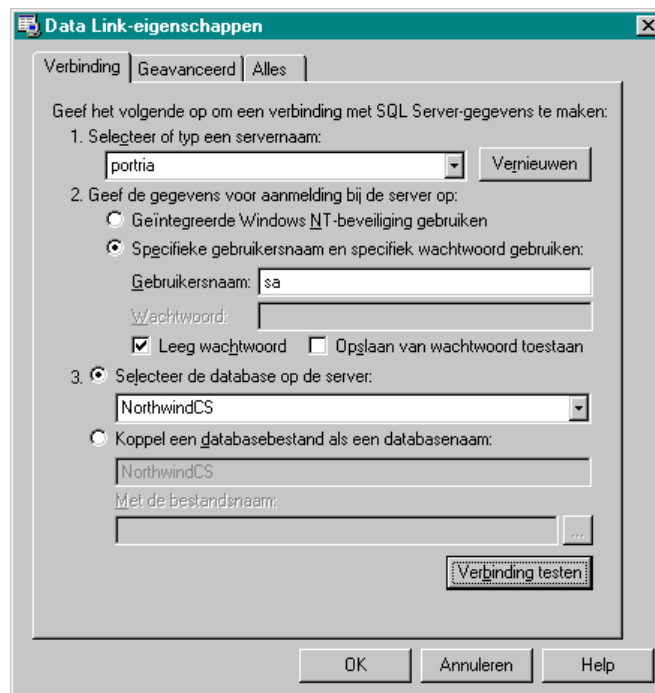 Data Link-eigenschappen
Verbinding Geavanceerd Alles
Geef het volgende op om een verbinding met SQL Server-gegevens te maken:
1. Selecteer of typ een servernaam:
portria Vernieuwen
2. Geef de gegevens voor aanmelding bij de server op:
Geïntegreerde Windows NT-beveiliging gebruiken
Specifieke gebruikersnaam en specifiek wachtwoord gebruiken:
Gebruikersnaam: sa
Wachtwoord:
Leeg wachtwoord Opslaan van wachtwoord toestaan
3. Selecteer de database op de server:
NorthwindCS
Koppel een databasebestand als een databasenaam:
NorthwindCS
Met de bestandsnaam:
...
Verbinding testen
OK Annuleren Help